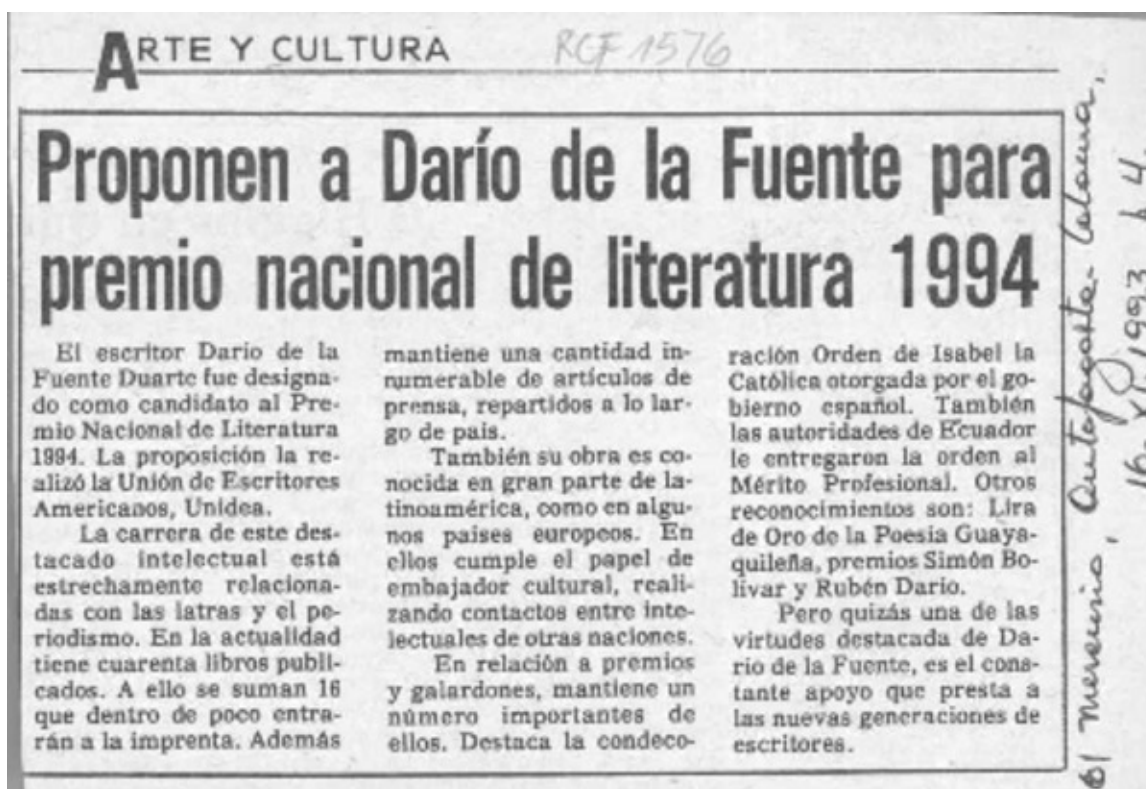 ARTE Y CULTURA
RCF 1576
Proponen a Darío de la Fuente para
premio nacional de literatura 1994
El escritor Dario de la
Fuente Duarte fue designa-
do como candidato al Pre-
mio Nacional de Literatura
1994. La proposición la re-
alizó la Unión de Escritores
Americanos, Unidea.
La carrera de este des-
tacado intelectual está
estrechamente relaciona-
das con las latras y el pe-
riodismo. En la actualidad
tiene cuarenta libros publi-
cados. A ello se suman 16
que dentro de poco entra-
rán a la imprenta. Además
mantiene una cantidad in-
numerable de artículos de
prensa, repartidos a lo lar-
go de país.
También su obra es co-
nocida en gran parte de la-
tinoamérica, como en algu-
nos países europeos. En
ellos cumple el papel de
embajador cultural, reali-
zando contactos entre inte-
lectuales de otras naciones.
En relación a premios
y galardones, mantiene un
número importantes de
ellos. Destaca la condeco-
ración Orden de Isabel la
Católica otorgada por el go-
bierno español. También
las autoridades de Ecuador
le entregaron la orden al
Mérito Profesional. Otros
reconocimientos son: Lira
de Oro de la Poesia Guaya-
quileña, premios Simón Bo-
lívar y Rubén Dario.
Pero quizás una de las
virtudes destacada de Da-
rio de la Fuente, es el cons-
tante apoyo que presta a
las nuevas generaciones de
escritores.
El Mercurio, Antofagasta-Calama,
1993